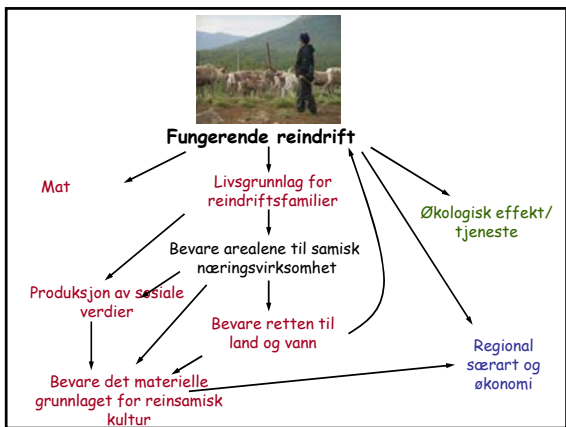 Fungerende reindrift
Mat
Livsgrunnlag for
reindriftsfamilier
Økologisk effekt/
tjeneste
Bevare arealene til samisk
næringsvirksomhet
Produksjon av sosiale
verdier
Bevare retten til
land og vann
Regional
særart og
økonomi
Bevare det materielle
grunnlaget for reinsamisk
kultur